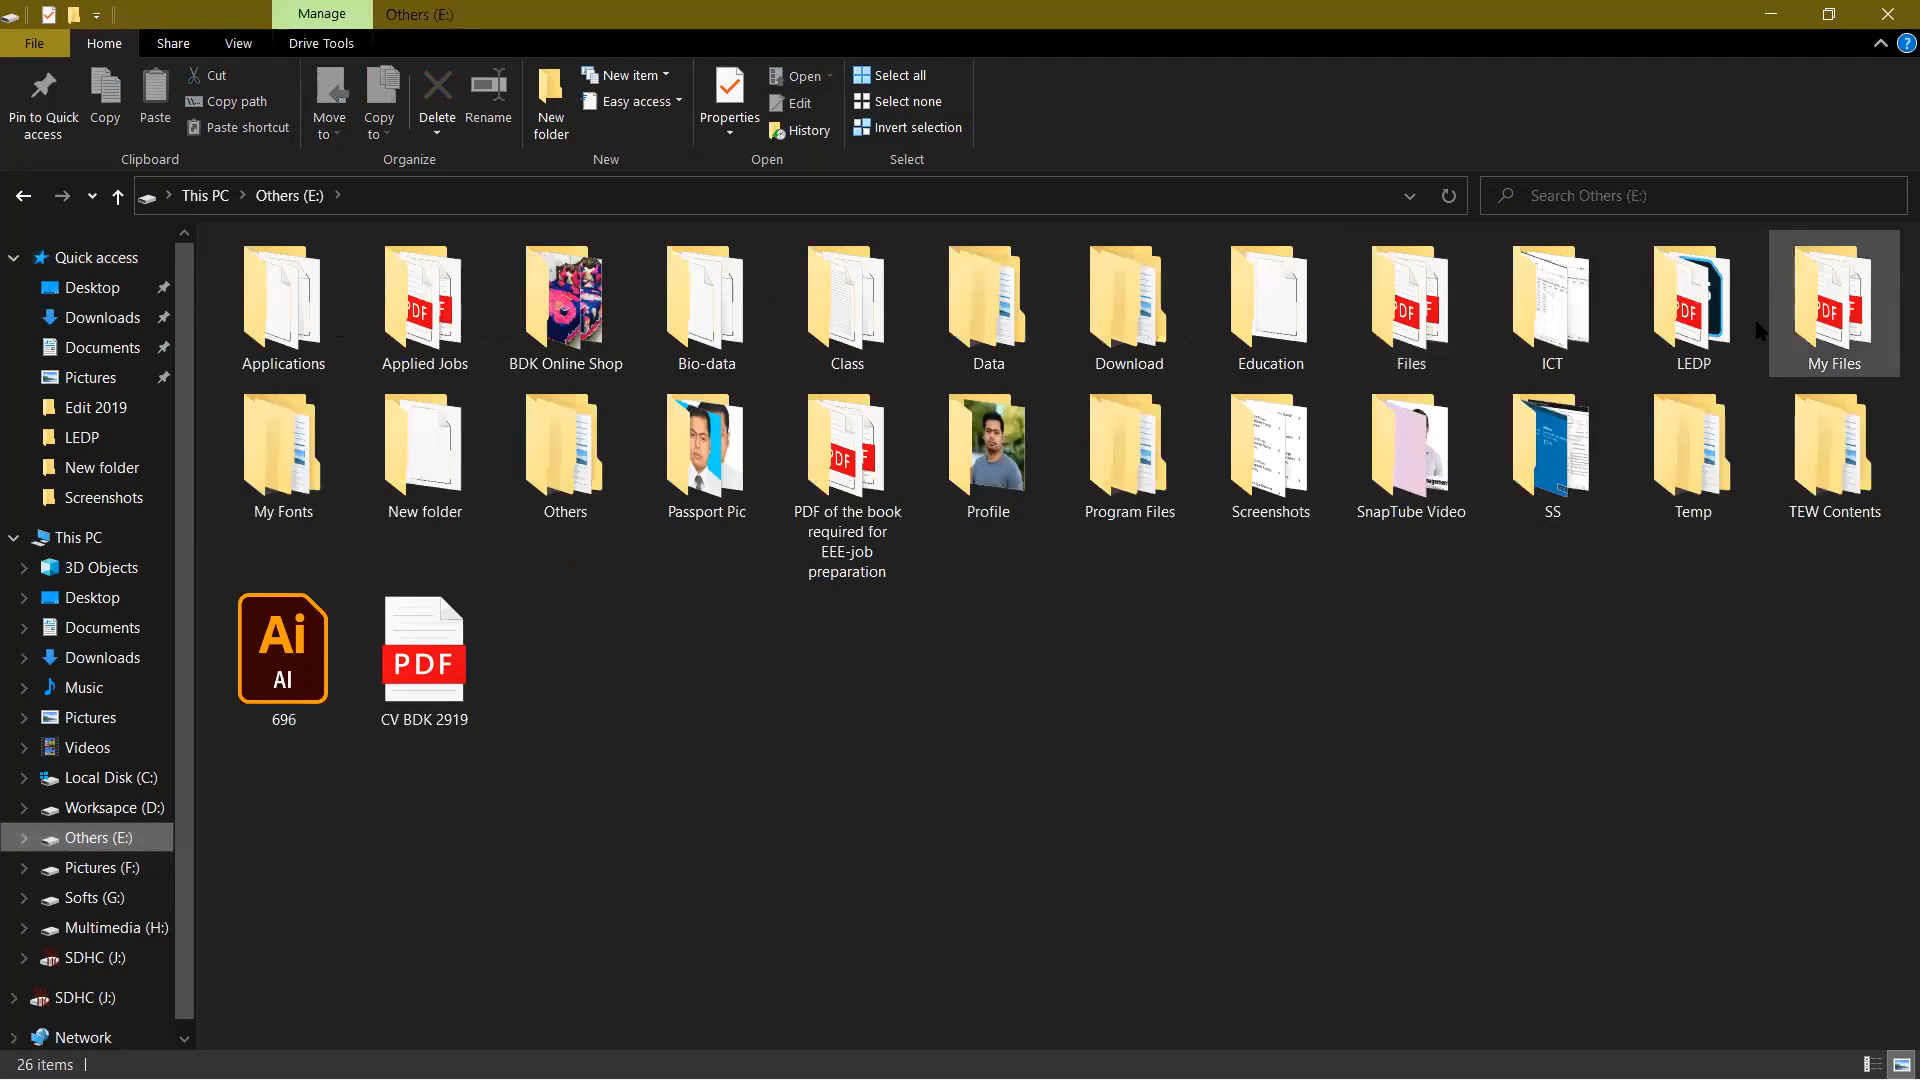 Manage
Others (E:)
File
Home
Share
View
Drive Tools
Pin to Quick access
Copy
Paste
Cut
Copy path
Paste shortcut
Clipboard
Move to
Copy to
Delete
Rename
Organize
New folder
New item
Easy access
New
Properties
Open
Edit
History
Open
Select all
Select none
Invert selection
Select
This PC
Others (E:)
Search Others (E:)
Quick access
Desktop
Downloads
Documents
Pictures
Edit 2019
LEDP
New folder
Screenshots
This PC
3D Objects
Desktop
Documents
Downloads
Music
Pictures
Videos
Local Disk (C:)
Worksapce (D:)
Others (E:)
Pictures (F:)
Softs (G:)
Multimedia (H:)
SDHC (J:)
SDHC (J:)
Network
Applications
PDF
Applied Jobs
BDK Online Shop
Bio-data
Class
Data
Download
Education
PDF
Files
ICT
LEDP
PDF
My Files
My Fonts
New folder
Others
Passport Pic
PDF
PDF of the book
required for
EEE-job
preparation
Profile
Program Files
Screenshots
SnapTube Video
SS
Temp
TEW Contents
Ai
AI
696
PDF
CV BDK 2919
26 items